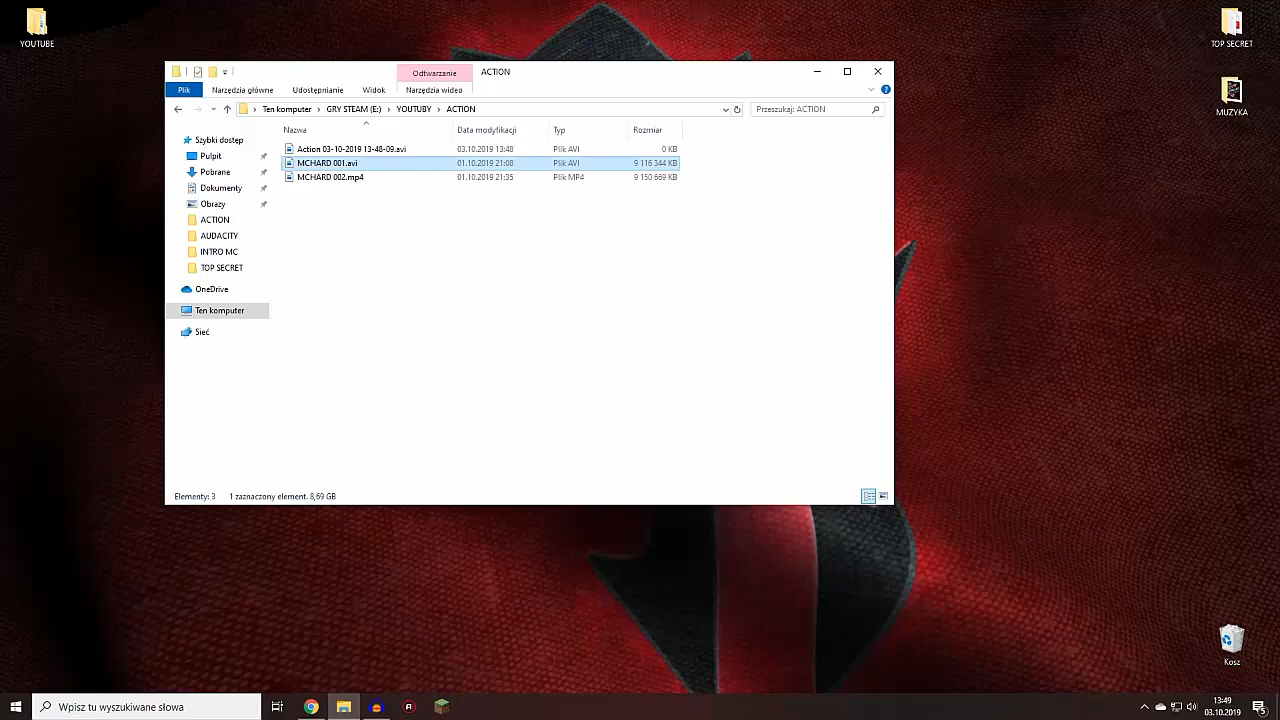 YOUTUBE
TOP SECRET
MUZYKA
Odtwarzanie ACTION
Plik Narzędzia główne Udostępnianie Widok Narzędzia wideo
Ten komputer GRY STEAM (E:) YOUTUBY ACTION Przeszukaj: ACTION
Nazwa Data modyfikacji Typ Rozmiar
Action 03-10-2019 13-48-09.avi 03.10.2019 13:48 Plik AVI 0 KB
MCHARD 001.avi 01.10.2019 21:08 Plik AVI 9 116 344 KB
MCHARD 002.mp4 01.10.2019 21:35 Plik MP4 9 150 669 KB
Szybki dostęp
Pulpit
Pobrane
Dokumenty
Obrazy
ACTION
AUDACITY
INTRO MC
TOP SECRET
OneDrive
Ten komputer
Sieć
Elementy: 3 1 zaznaczony element. 8,69 GB
Kosz
Wpisz tu wyszukiwane słowa
13:49
03.10.2019